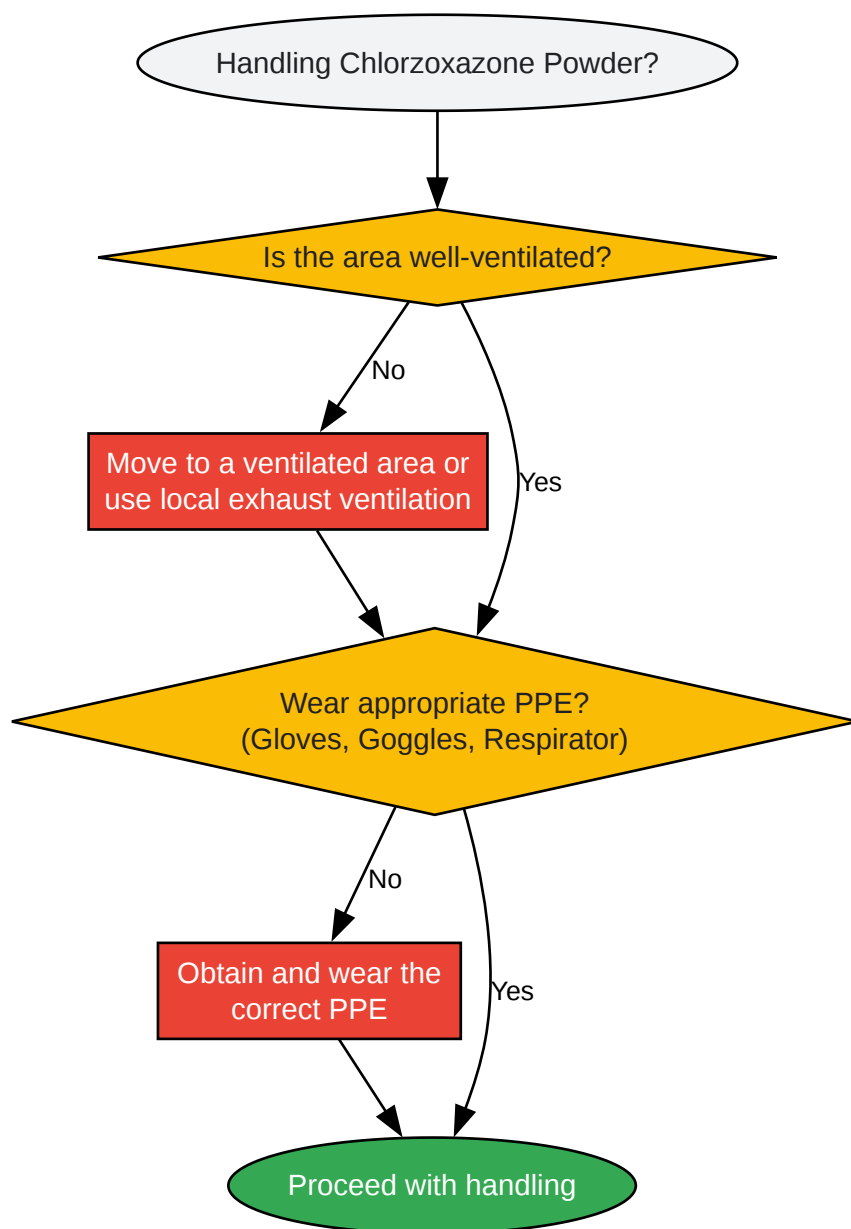 Handling Chlorzoxazone Powder?
Is the area well-ventilated?
No
Move to a ventilated area or
use local exhaust ventilation
Yes
Wear appropriate PPE?
(Gloves, Goggles, Respirator)
No
Obtain and wear the
correct PPE
Yes
Proceed with handling